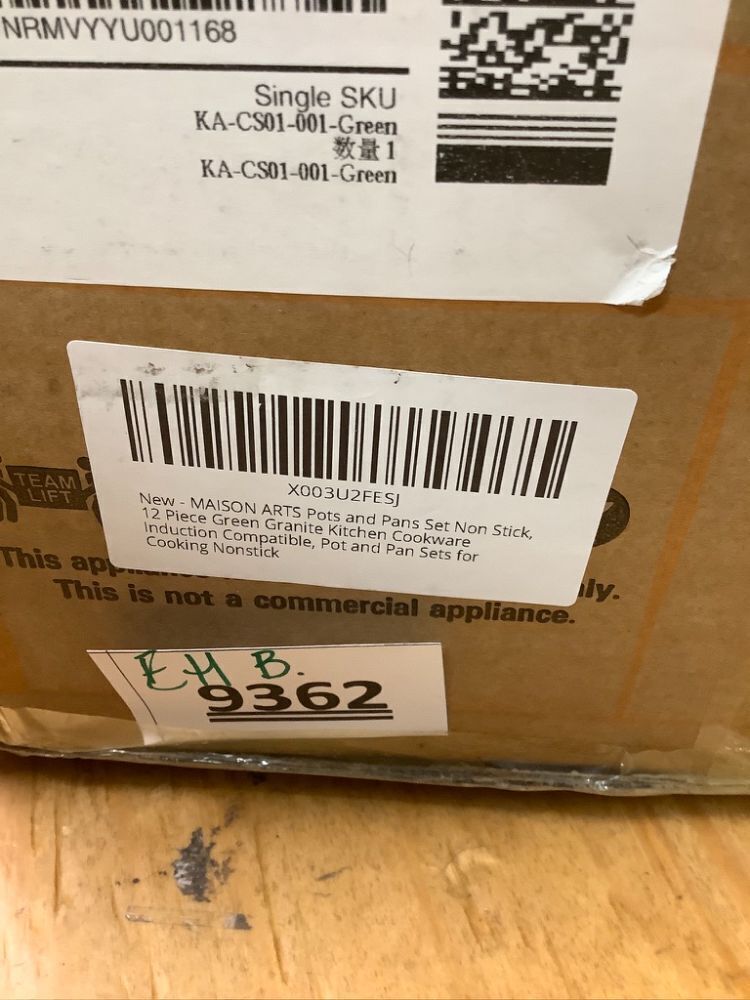 NRMVYYU001168
Single SKU
KA-CS01-001-Green
数量 1
KA-CS01-001-Green
X003U2FESJ
New - MAISON ARTS Pots and Pans Set Non Stick,
12 Piece Green Granite Kitchen Cookware
Induction Compatible, Pot and Pan Sets for
Cooking Nonstick
TEAM
LIFT
This
This is not a commercial appliance.
EH B.
9362